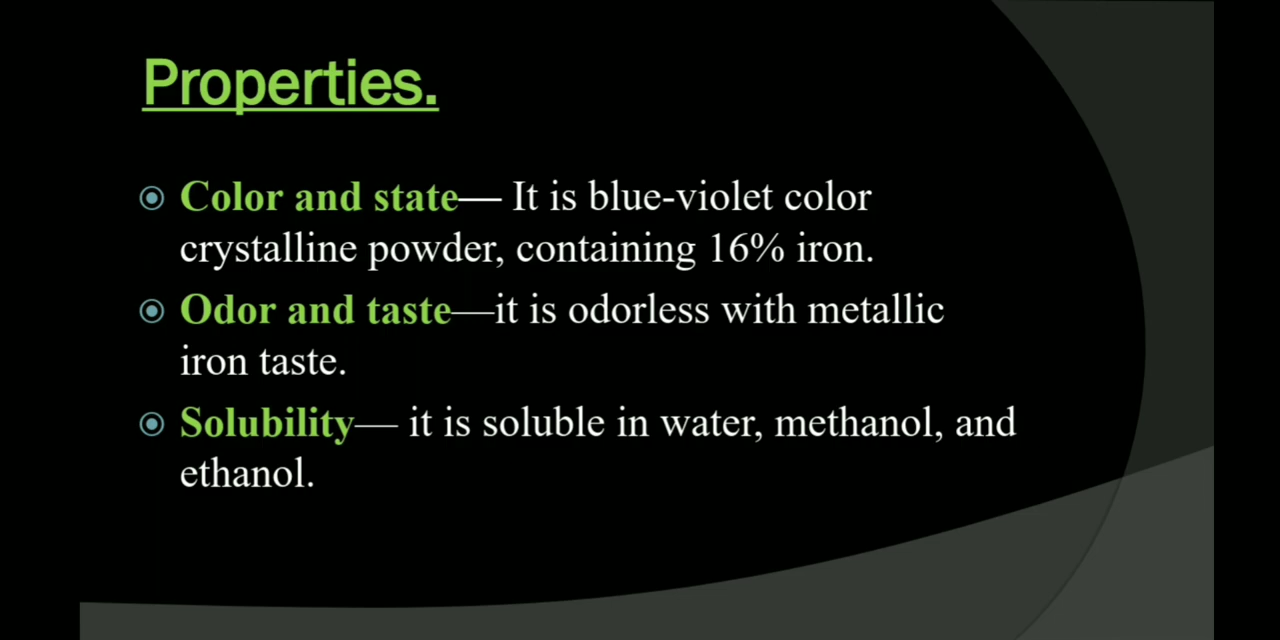 Properties.
Color and state— It is blue-violet color
crystalline powder, containing 16% iron.
Odor and taste—it is odorless with metallic
iron taste.
Solubility— it is soluble in water, methanol, and
ethanol.